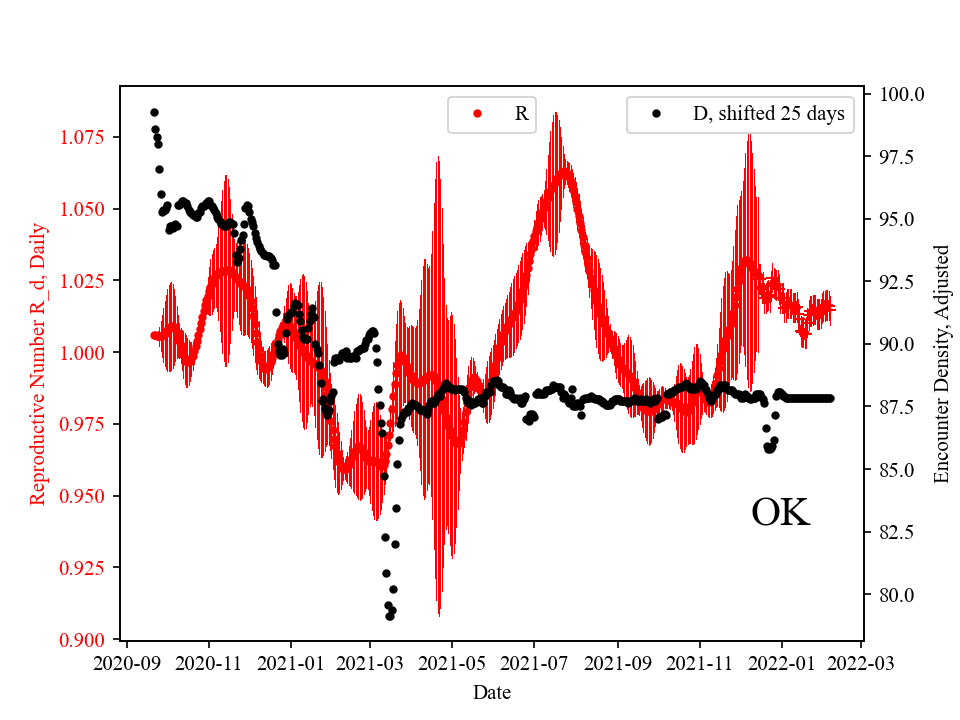 R
D, shifted 25 days
1.075
1.050
1.025
1.000
0.975
0.950
0.925
0.900
Reproductive Number R_d, Daily
100.0
97.5
95.0
92.5
90.0
87.5
85.0
82.5
80.0
Encounter Density, Adjusted
OK
2020-09 2020-11 2021-01 2021-03 2021-05 2021-07 2021-09 2021-11 2022-01 2022-03
Date